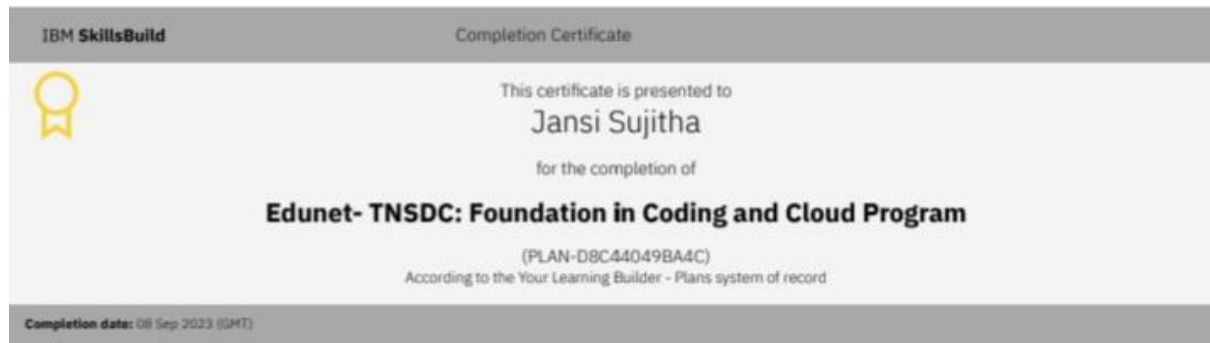 IBM SkillsBuild
Completion Certificate
This certificate is presented to
Jansi Sujitha
for the completion of
Edunet- TNSDC: Foundation in Coding and Cloud Program
(PLAN-D8C44049BA4C)
According to the Your Learning Builder - Plans system of record
Completion date: 08 Sep 2023 (GMT)